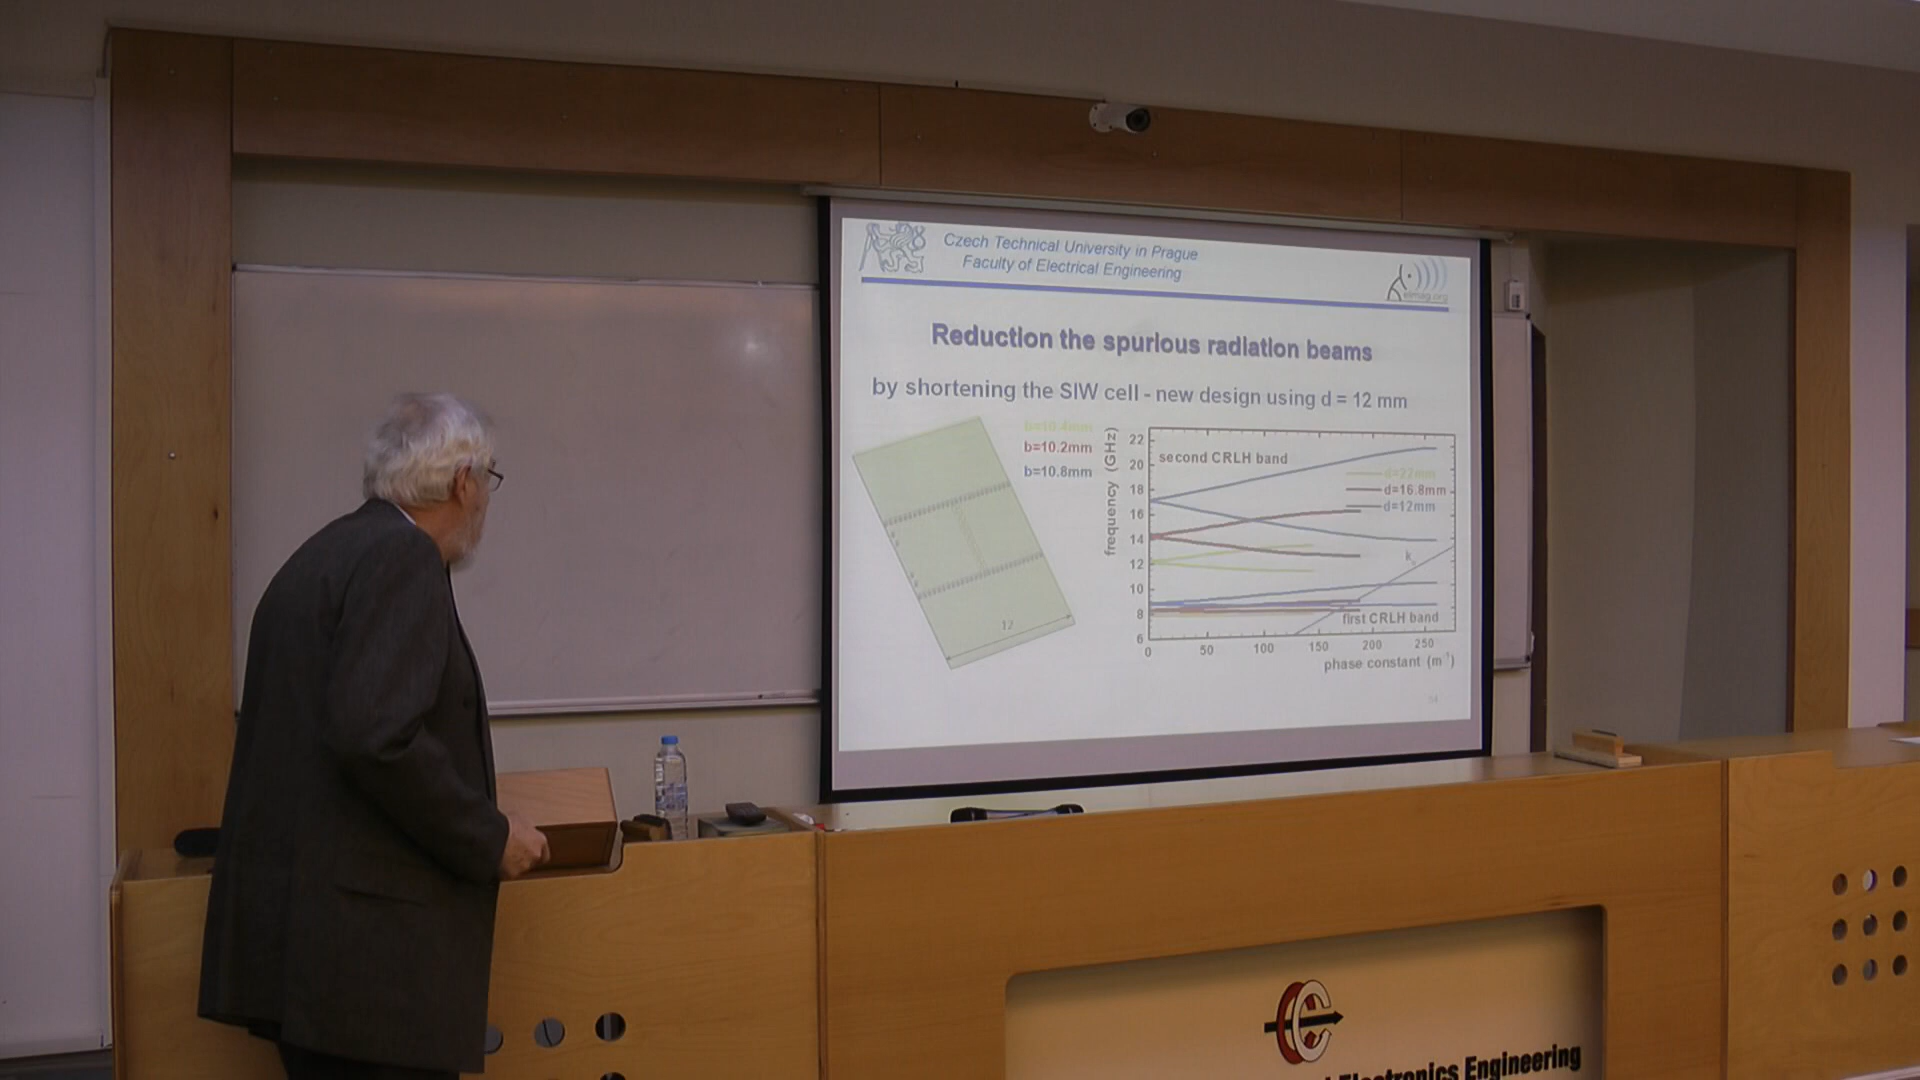 Czech Technical University in Prague
Faculty of Electrical Engineering
elmag.org
Reduction the spurious radiation beams
by shortening the SIW cell - new design using d = 12 mm
b=10.2mm
b=10.8mm
12
frequency (GHz)
22
20
18
16
14
12
10
8
6
second CRLH band
d=22mm
d=16.8mm
d=12mm
first CRLH band
0
50
100
150
200
250
phase constant (m⁻¹)
Electronics Engineering